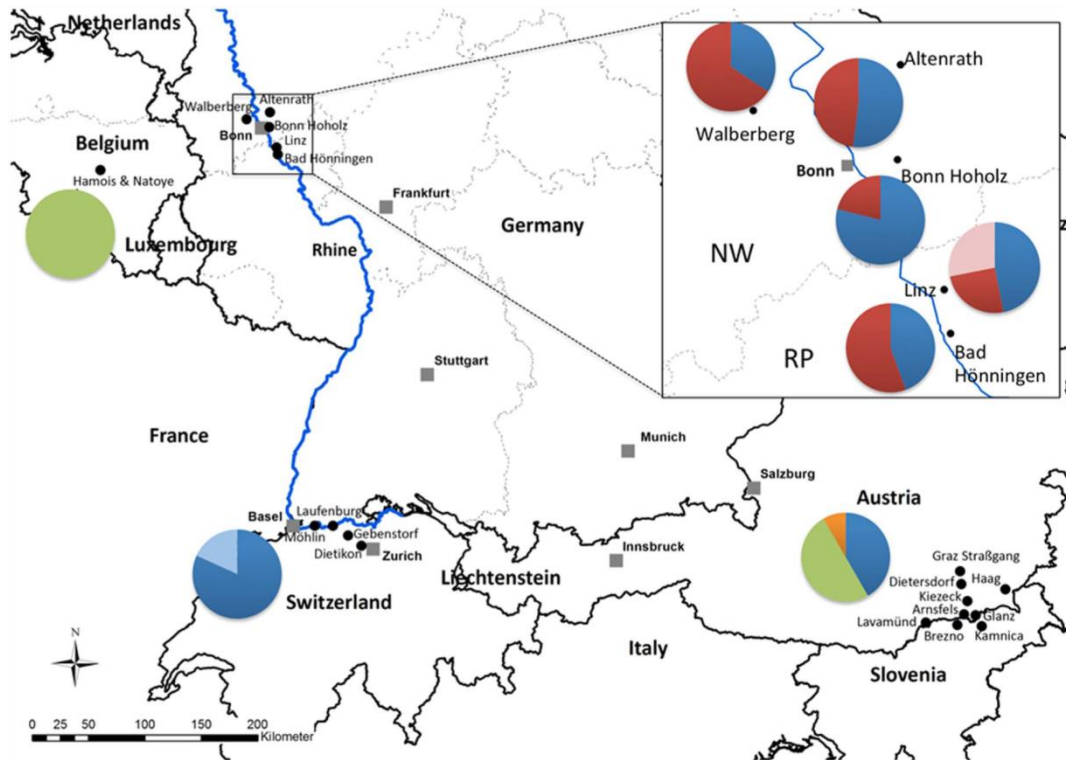 Netherlands
Altenrath
Walberberg
Bonn Hoholz
Bonn
Linz
Bad Hönningen
Belgium
Hamois & Natoye
Luxembourg
Rhine
Frankfurt
Germany
Altenrath
Walberberg
Bonn
Bonn Hoholz
NW
Linz
RP
Bad
Hönningen
Stuttgart
France
Munich
Salzburg
Basel
Laufenburg
Möhlin
Gebenstorf
Dietikon
Zurich
Switzerland
Liechtenstein
Innsbruck
Italy
Austria
Graz Straßgang
Dietersdorf
Haag
Kiezeck
Arnsfels
Glanz
Lavamünd
Brezno
Kamnica
Slovenia
N
0 25 50 100 150 200
Kilometer